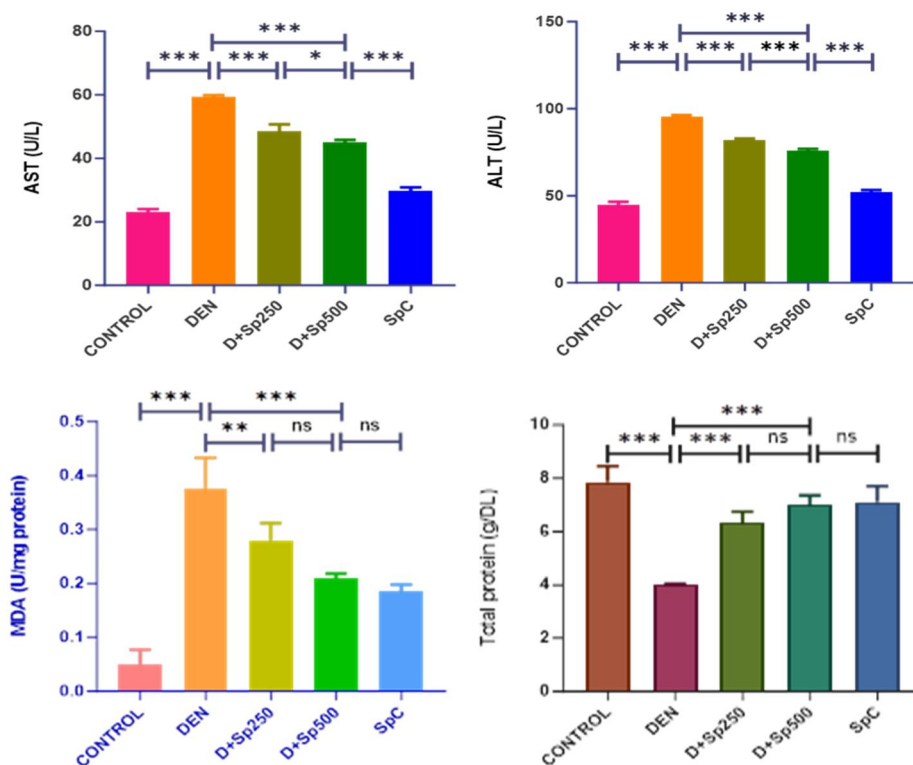 AST (U/L)
80
60
40
20
0
***
*** *** * ***
CONTROL DEN D+Sp250 D+Sp500 SpC
ALT (U/L)
150
100
50
0
***
*** *** *** ***
CONTROL DEN D+Sp250 D+Sp500 SpC
MDA (U/mg protein)
0.5
0.4
0.3
0.2
0.1
0.0
*** ***
** ns ns
CONTROL DEN D+Sp250 D+Sp500 SpC
Total protein (g/DL)
10
8
6
4
2
0
***
*** *** ns ns
CONTROL DEN D+Sp250 D+Sp500 SpC